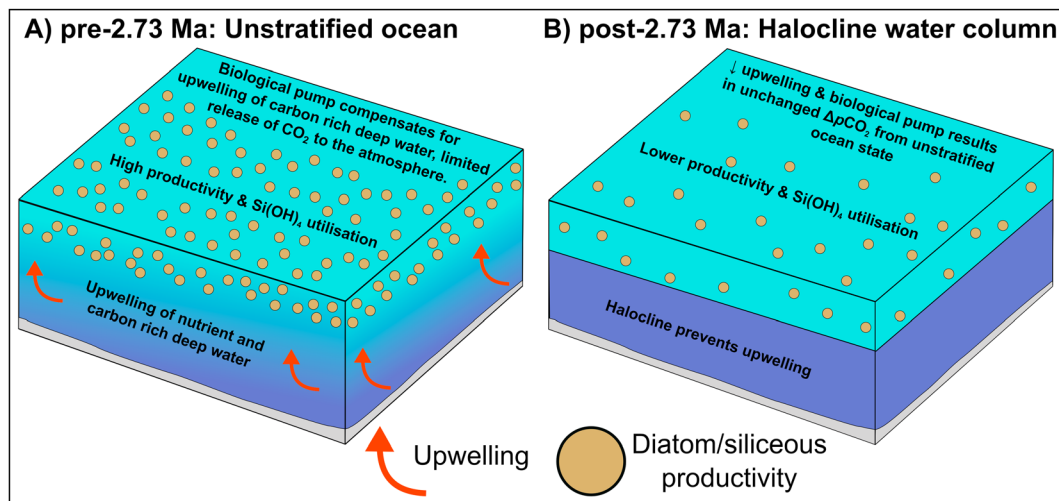 A) pre-2.73 Ma: Unstratified ocean
Biological pump compensates for
upwelling of carbon rich deep water, limited
release of CO₂ to the atmosphere.
High productivity & Si(OH)₄ utilisation
Upwelling of nutrient and
carbon rich deep water
B) post-2.73 Ma: Halocline water column
↓ upwelling & biological pump results
in unchanged ΔpCO₂ from unstratified
ocean state
Lower productivity & Si(OH)₄ utilisation
Halocline prevents upwelling
Upwelling
Diatom/siliceous
productivity